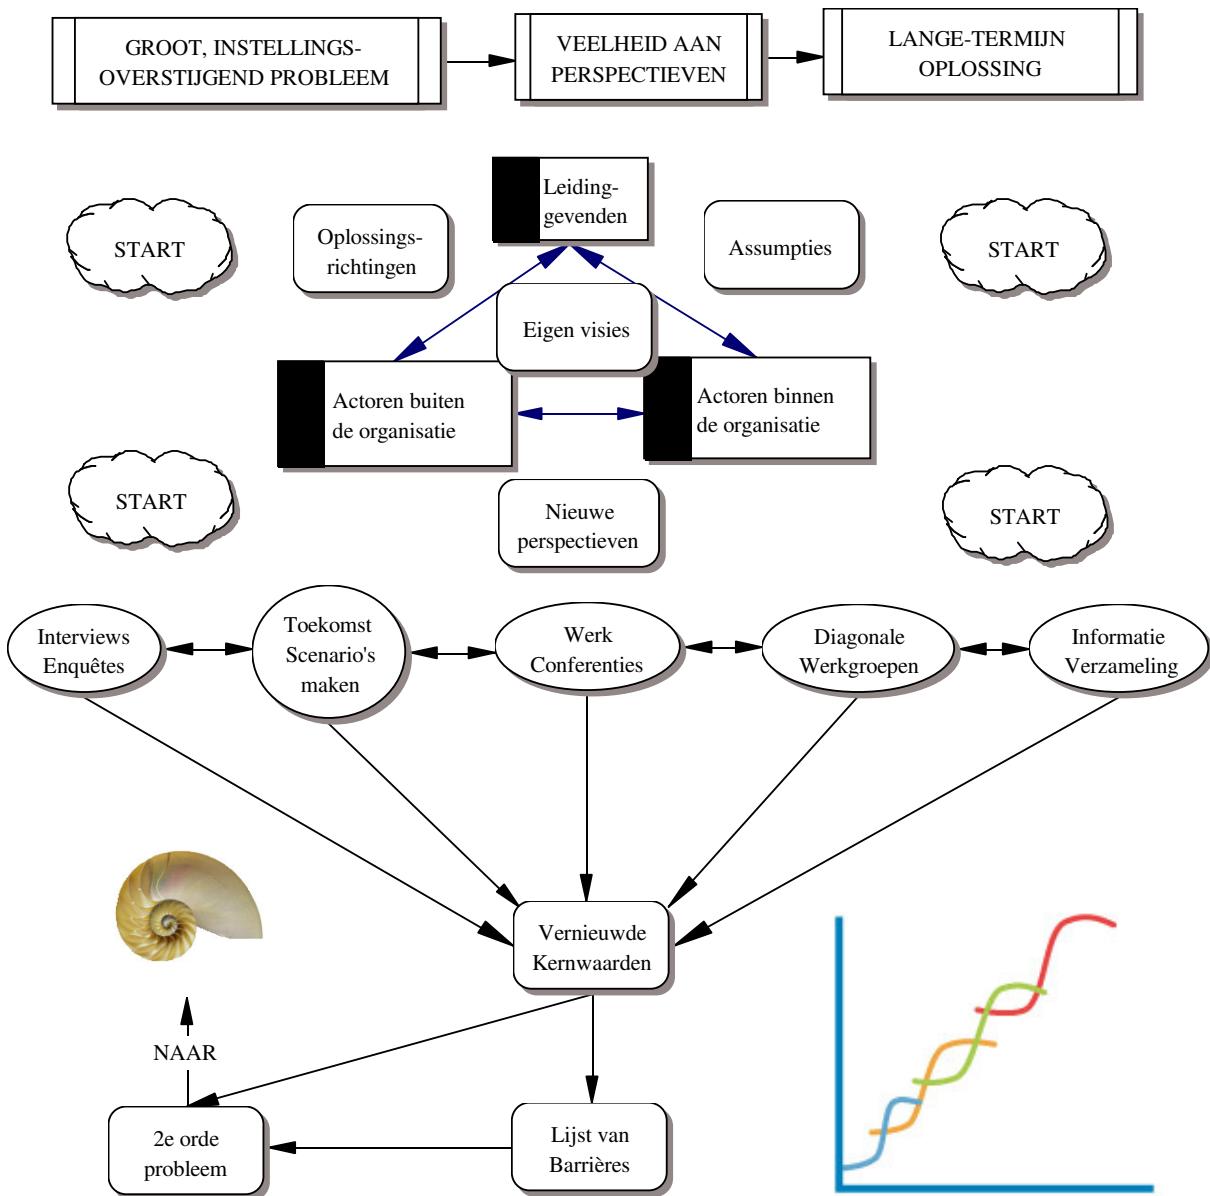 GROOT, INSTELLINGS-
OVERSTIJGEND PROBLEEM
VEELHEID AAN
PERSPECTIEVEN
LANGE-TERMIJN
OPLOSSING
Leiding-
gevenden
START
Oplossings-
richtingen
Assumpties
START
Eigen visies
Actoren buiten
de organisatie
Actoren binnen
de organisatie
START
Nieuwe
perspectieven
START
Interviews
Enquêtes
Toekomst
Scenario's
maken
Werk
Conferenties
Diagonale
Werkgroepen
Informatie
Verzameling
Vernieuwde
Kernwaarden
NAAR
2e orde
probleem
Lijst van
Barrières